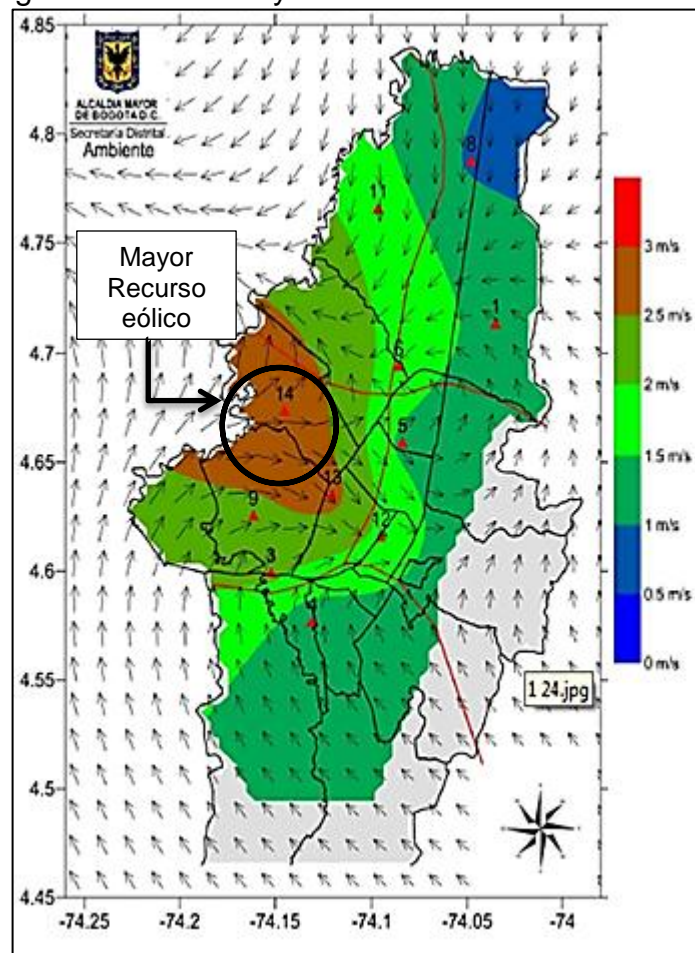 4.85
4.8
4.75
4.7
4.65
4.6
4.55
4.5
4.45
ALCALDIA MAYOR
DE BOGOTA D.C.
Secretaría Distrital
Ambiente
Mayor
Recurso
eólico
8
11
1
6
14
5
13
9
12
3
3 m/s
2.5 m/s
2 m/s
1.5 m/s
1 m/s
0.5 m/s
0 m/s
1 24.jpg
-74.25
-74.2
-74.15
-74.1
-74.05
-74